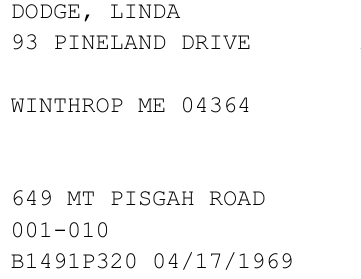 DODGE, LINDA
93 PINELAND DRIVE
WINTHROP ME 04364
649 MT PISGAH ROAD
001-010
B1491P320 04/17/1969